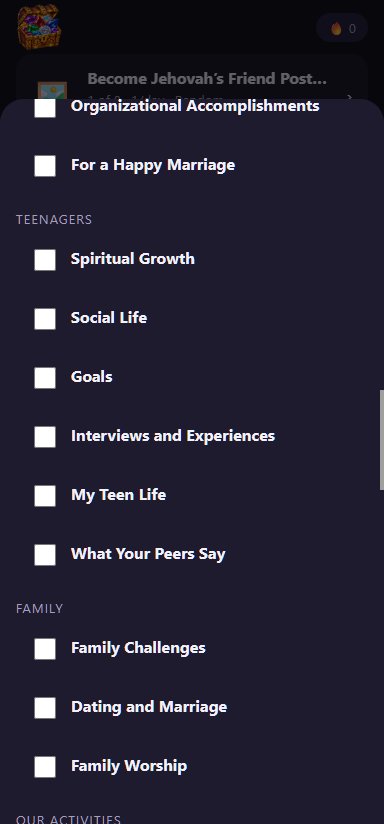 0
Become Jehovah’s Friend Post…
Organizational Accomplishments
For a Happy Marriage
TEENAGERS
Spiritual Growth
Social Life
Goals
Interviews and Experiences
My Teen Life
What Your Peers Say
FAMILY
Family Challenges
Dating and Marriage
Family Worship
OUR ACTIVITIES